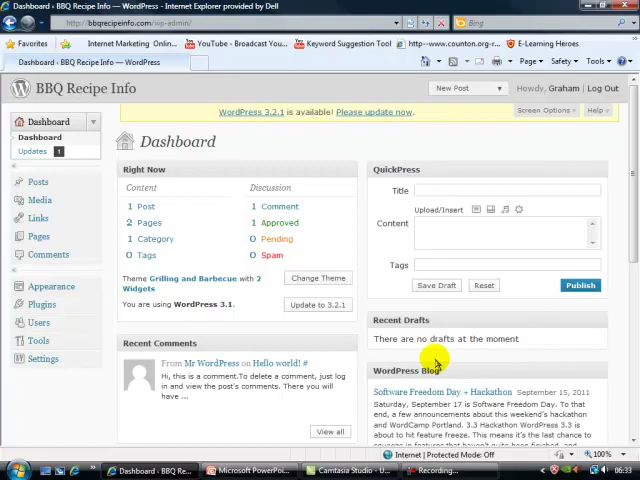 Dashboard ‹ BBQ Recipe Info — WordPress - Internet Explorer provided by Dell
http://bbqrecipeinfo.com/wp-admin/
Bing
Favorites
Internet Marketing Online
YouTube - Broadcast You...
Keyword Suggestion Tool
http--www.counton.org-r...
E-Learning Heroes
Dashboard ‹ BBQ Recipe Info — WordPress
Page
Safety
Tools
BBQ Recipe Info
New Post
Howdy, Graham | Log Out
WordPress 3.2.1 is available! Please update now.
Screen Options
Help
Dashboard
Dashboard
Updates 1
Posts
Media
Links
Pages
Comments
Appearance
Plugins
Users
Tools
Settings
Dashboard
Right Now
Content
Discussion
1 Post
1 Comment
2 Pages
1 Approved
1 Category
0 Pending
0 Tags
0 Spam
Theme Grilling and Barbecue with 2 Widgets
Change Theme
You are using WordPress 3.1.
Update to 3.2.1
Recent Comments
From Mr WordPress on Hello world! #
Hi, this is a comment.To delete a comment, just log
in and view the post's comments. There you will
have ...
View all
QuickPress
Title
Upload/Insert
Content
Tags
Save Draft
Reset
Publish
Recent Drafts
There are no drafts at the moment
WordPress Blog
Software Freedom Day + Hackathon September 15, 2011
Saturday, September 17 is Software Freedom Day. To that
end, a few announcements about this weekend's hackathon
and WordCamp Portland. 3.3 Hackathon WordPress 3.3 is
about to hit feature freeze. This means it's the last chance to
Internet | Protected Mode: Off
100%
Dashboard ‹ BBQ Re...
Microsoft PowerPoi...
Camtasia Studio - U...
Recording...
06:33